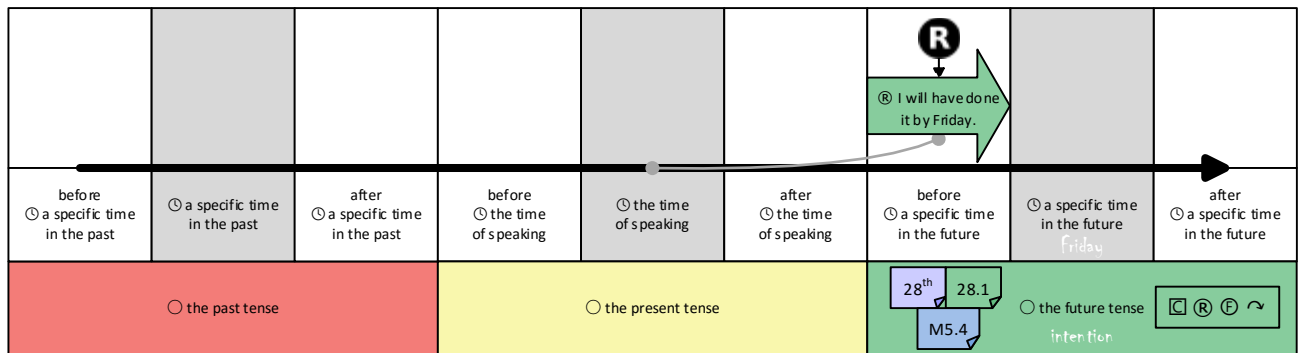 R
Ⓡ I will have done
it by Friday.
before
a specific time
in the past
a specific time
in the past
after
a specific time
in the past
before
the time
of speaking
the time
of speaking
after
the time
of speaking
before
a specific time
in the future
a specific time
in the future
Friday
after
a specific time
in the future
the past tense
the present tense
28th
28.1
M5.4
the future tense
intention
C Ⓡ Ⓕ